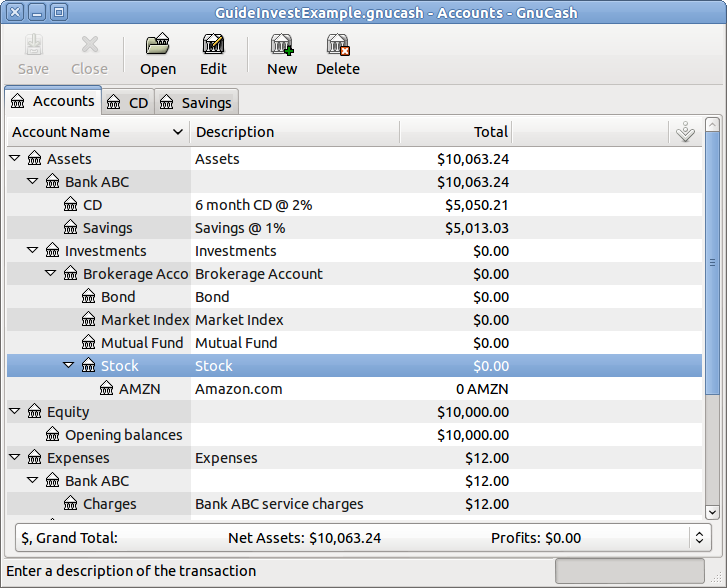 GuideInvestExample.gnucash - Accounts - GnuCash
Save Close Open Edit New Delete
Accounts CD Savings
Account Name Description Total
Assets Assets $10,063.24
Bank ABC $10,063.24
CD 6 month CD @ 2% $5,050.21
Savings Savings @ 1% $5,013.03
Investments Investments $0.00
Brokerage Acco Brokerage Account $0.00
Bond Bond $0.00
Market Index Market Index $0.00
Mutual Fund Mutual Fund $0.00
Stock Stock $0.00
AMZN Amazon.com 0 AMZN
Equity $10,000.00
Opening balances $10,000.00
Expenses Expenses $12.00
Bank ABC $12.00
Charges Bank ABC service charges $12.00
$, Grand Total: Net Assets: $10,063.24 Profits: $0.00
Enter a description of the transaction